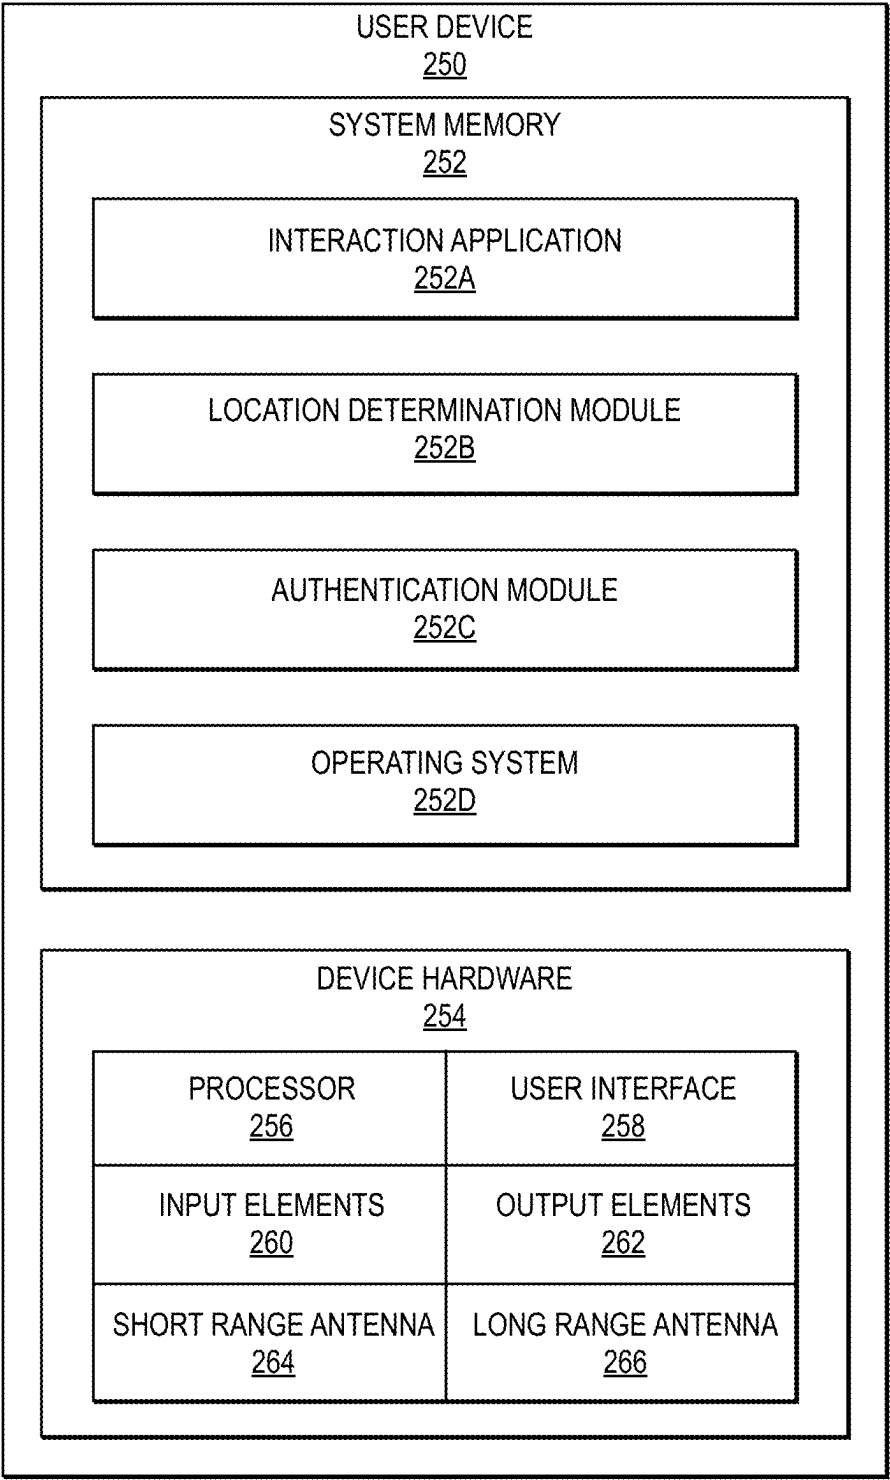 USER DEVICE
250
SYSTEM MEMORY
252
INTERACTION APPLICATION
252A
LOCATION DETERMINATION MODULE
252B
AUTHENTICATION MODULE
252C
OPERATING SYSTEM
252D
DEVICE HARDWARE
254
PROCESSOR
256
USER INTERFACE
258
INPUT ELEMENTS
260
OUTPUT ELEMENTS
262
SHORT RANGE ANTENNA
264
LONG RANGE ANTENNA
266